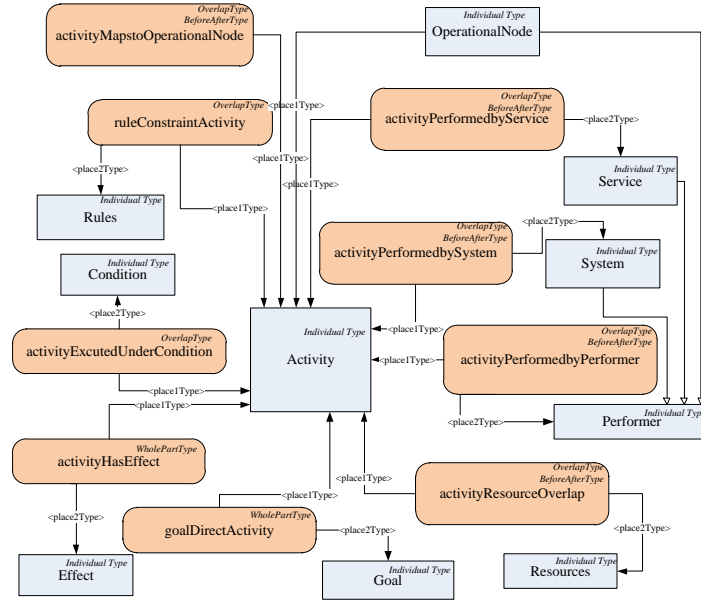 OverlapType
BeforeAfterType
activityMapstoOperationalNode
Individual Type
OperationalNode
OverlapType
ruleConstraintActivity
<place1Type>
OverlapType
BeforeAfterType
activityPerformedbyService
<place2Type>
<place1Type>
<place2Type>
<place1Type>
Individual Type
Service
Individual Type
Rules
<place1Type>
OverlapType
BeforeAfterType
activityPerformedbySystem
<place2Type>
Individual Type
System
Individual Type
Condition
<place2Type>
Individual Type
Activity
<place1Type>
OverlapType
activityExcutedUnderCondition
<place1Type>
OverlapType
BeforeAfterType
activityPerformedbyPerformer
<place1Type>
<place1Type>
<place2Type>
Individual Type
Performer
WholePartType
activityHasEffect
<place1Type>
<place1Type>
OverlapType
BeforeAfterType
activityResourceOverlap
<place2Type>
WholePartType
goalDirectActivity
<place2Type>
<place2Type>
Individual Type
Effect
Individual Type
Goal
Individual Type
Resources